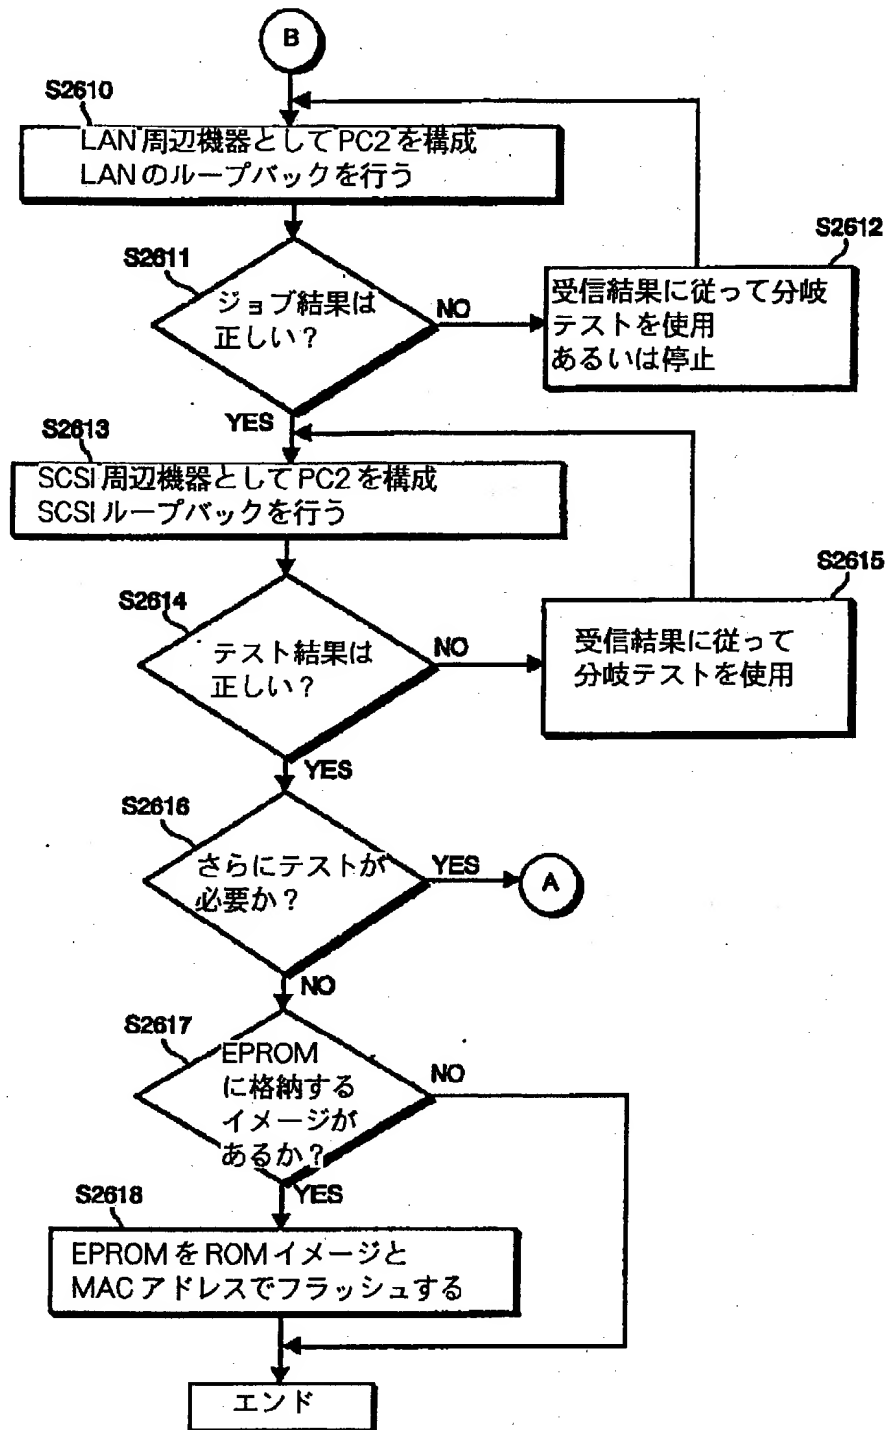 B
S2610
LAN周辺機器としてPC2を構成
LANのループバックを行う
S2611
ジョブ結果は
正しい？
NO
S2612
受信結果に従って分岐
テストを使用
あるいは停止
YES
S2613
SCSI周辺機器としてPC2を構成
SCSIループバックを行う
S2614
テスト結果は
正しい？
NO
S2615
受信結果に従って
分岐テストを使用
YES
S2616
さらにテストが
必要か？
YES
A
NO
S2617
EPROM
に格納する
イメージが
あるか？
NO
YES
S2618
EPROMをROMイメージと
MACアドレスでフラッシュする
エンド